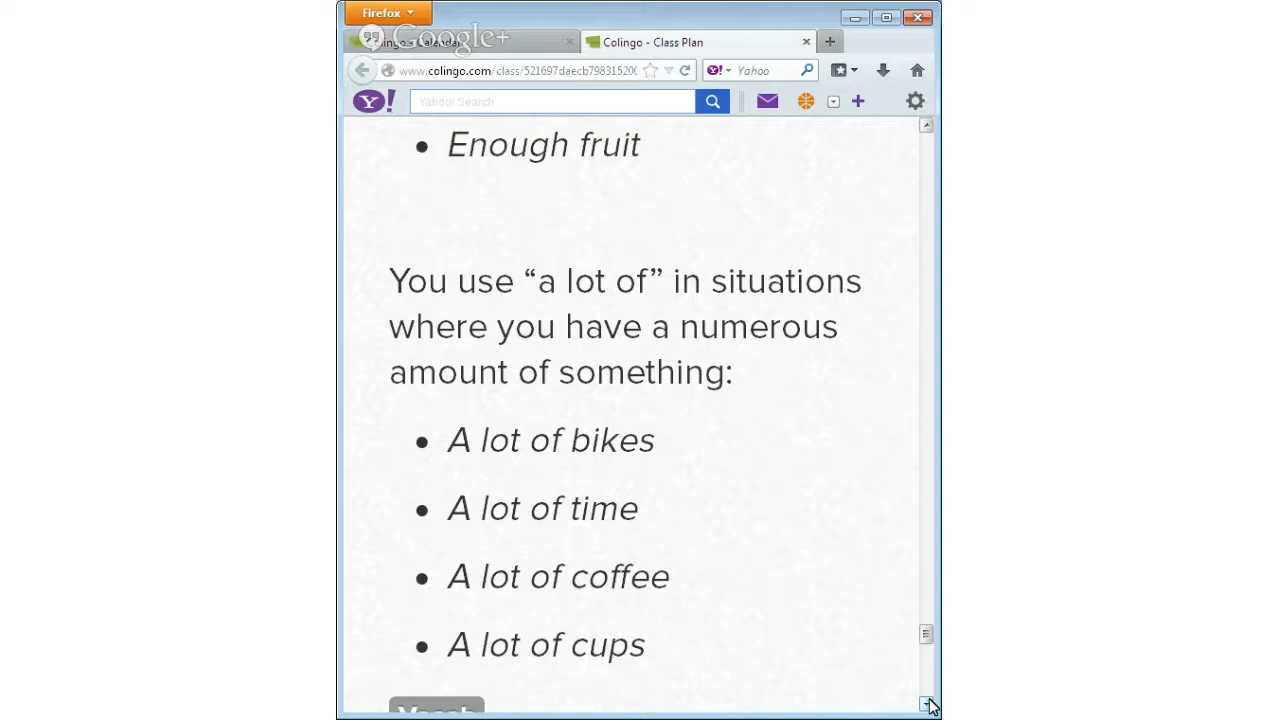 Firefox
Google+
Colingo - Class Plan
www.colingo.com/class/521697daecb79831520
Yahoo
Y!
Yahoo! Search
• Enough fruit
You use “a lot of” in situations
where you have a numerous
amount of something:
• A lot of bikes
• A lot of time
• A lot of coffee
• A lot of cups